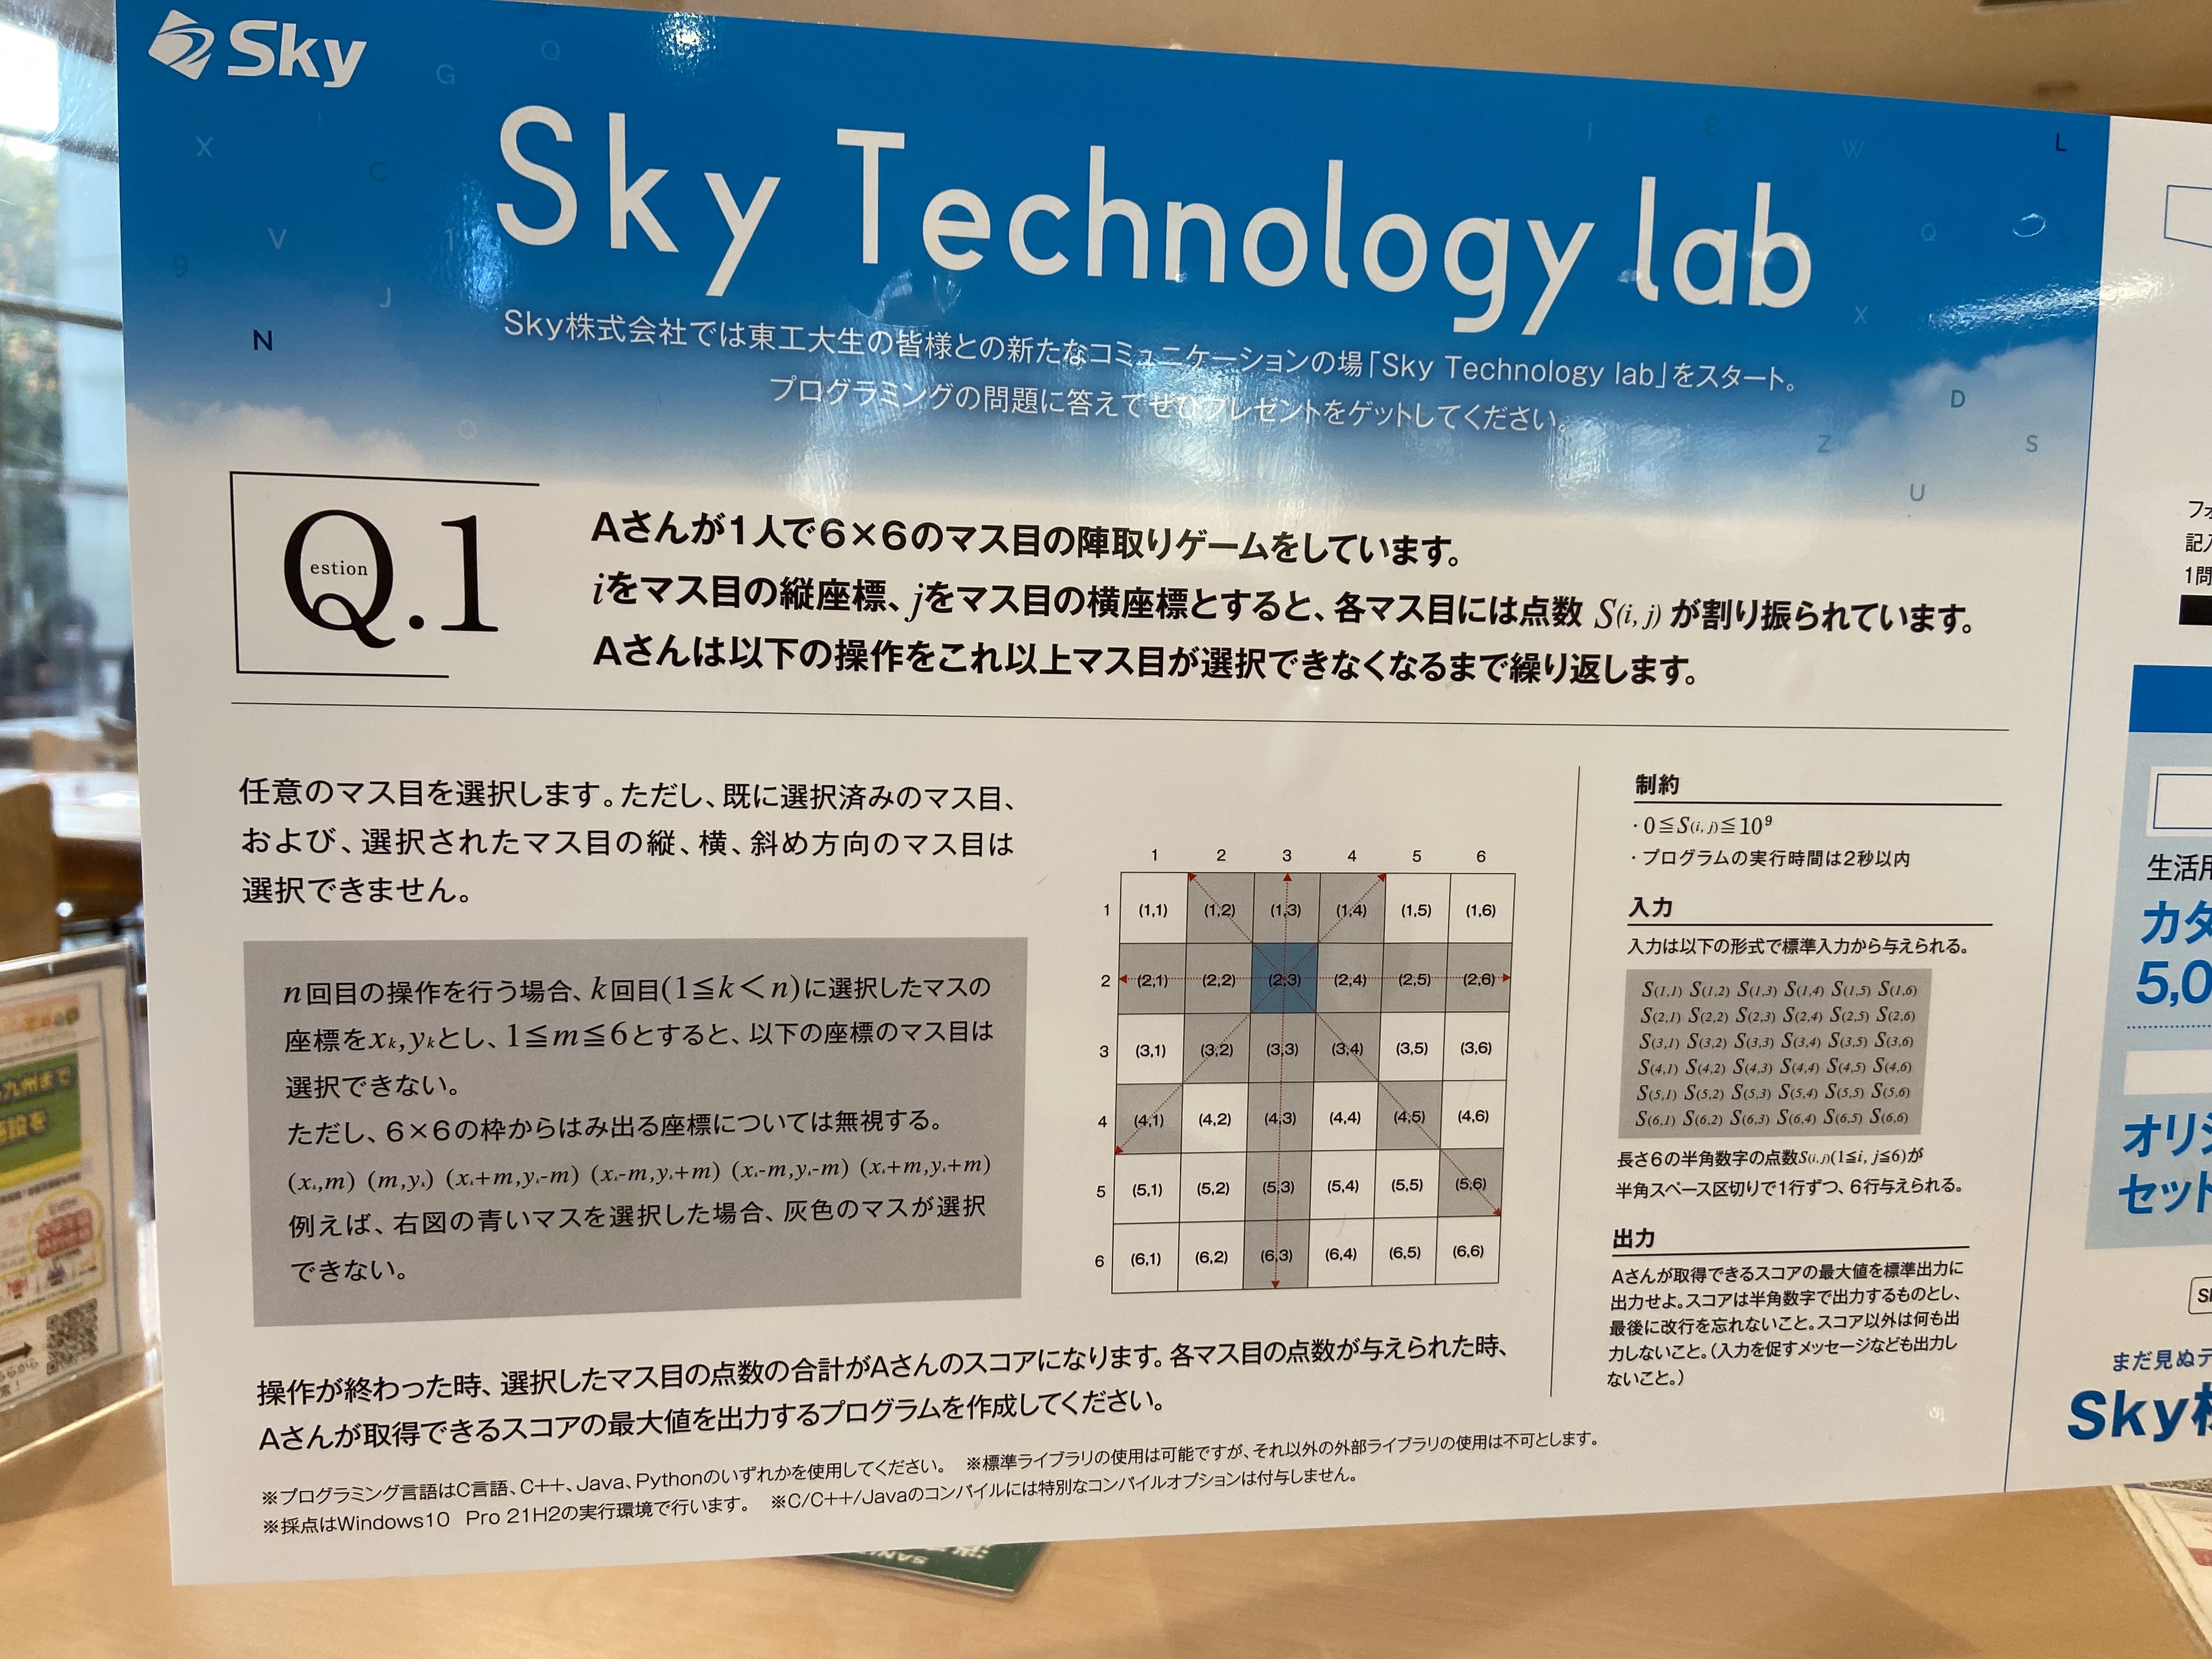 Sky
Sky Technology lab
Sky株式会社では東工大生の皆様との新たなコミュニケーションの場「Sky Technology lab」をスタート。
プログラミングの問題に答えてぜひプレゼントをゲットしてください。
Q.1
estion
Aさんが1人で6×6のマス目の陣取りゲームをしています。
iをマス目の縦座標、jをマス目の横座標とすると、各マス目には点数 S(i, j) が割り振られています。
Aさんは以下の操作をこれ以上マス目が選択できなくなるまで繰り返します。
任意のマス目を選択します。ただし、既に選択済みのマス目、
および、選択されたマス目の縦、横、斜め方向のマス目は
選択できません。
n回目の操作を行う場合、k回目(1≦k＜n)に選択したマスの
座標をxk,ykとし、1≦m≦6とすると、以下の座標のマス目は
選択できない。
ただし、6×6の枠からはみ出る座標については無視する。
(xk,m) (m,yk) (xk+m,yk-m) (xk-m,yk+m) (xk-m,yk-m) (xk+m,yk+m)
例えば、右図の青いマスを選択した場合、灰色のマスが選択
できない。
1 2 3 4 5 6
1 (1,1) (1,2) (1,3) (1,4) (1,5) (1,6)
2 (2,1) (2,2) (2,3) (2,4) (2,5) (2,6)
3 (3,1) (3,2) (3,3) (3,4) (3,5) (3,6)
4 (4,1) (4,2) (4,3) (4,4) (4,5) (4,6)
5 (5,1) (5,2) (5,3) (5,4) (5,5) (5,6)
6 (6,1) (6,2) (6,3) (6,4) (6,5) (6,6)
操作が終わった時、選択したマス目の点数の合計がAさんのスコアになります。各マス目の点数が与えられた時、
Aさんが取得できるスコアの最大値を出力するプログラムを作成してください。
※プログラミング言語はC言語、C++、Java、Pythonのいずれかを使用してください。 ※標準ライブラリの使用は可能ですが、それ以外の外部ライブラリの使用は不可とします。
※採点はWindows10 Pro 21H2の実行環境で行います。 ※C/C++/Javaのコンパイルには特別なコンパイルオプションは付与しません。
制約
・0≦S(i, j)≦10⁹
・プログラムの実行時間は2秒以内
入力
入力は以下の形式で標準入力から与えられる。
S(1,1) S(1,2) S(1,3) S(1,4) S(1,5) S(1,6)
S(2,1) S(2,2) S(2,3) S(2,4) S(2,5) S(2,6)
S(3,1) S(3,2) S(3,3) S(3,4) S(3,5) S(3,6)
S(4,1) S(4,2) S(4,3) S(4,4) S(4,5) S(4,6)
S(5,1) S(5,2) S(5,3) S(5,4) S(5,5) S(5,6)
S(6,1) S(6,2) S(6,3) S(6,4) S(6,5) S(6,6)
長さ6の半角数字の点数S(i,j)(1≦i, j≦6)が
半角スペース区切りで1行ずつ、6行与えられる。
出力
Aさんが取得できるスコアの最大値を標準出力に
出力せよ。スコアは半角数字で出力するものとし、
最後に改行を忘れないこと。スコア以外は何も出
力しないこと。(入力を促すメッセージなども出力し
ないこと。)
記入
1問
生活用
カタ
5,0
オリジ
セット
まだ見ぬテ
Sky株
九州まで